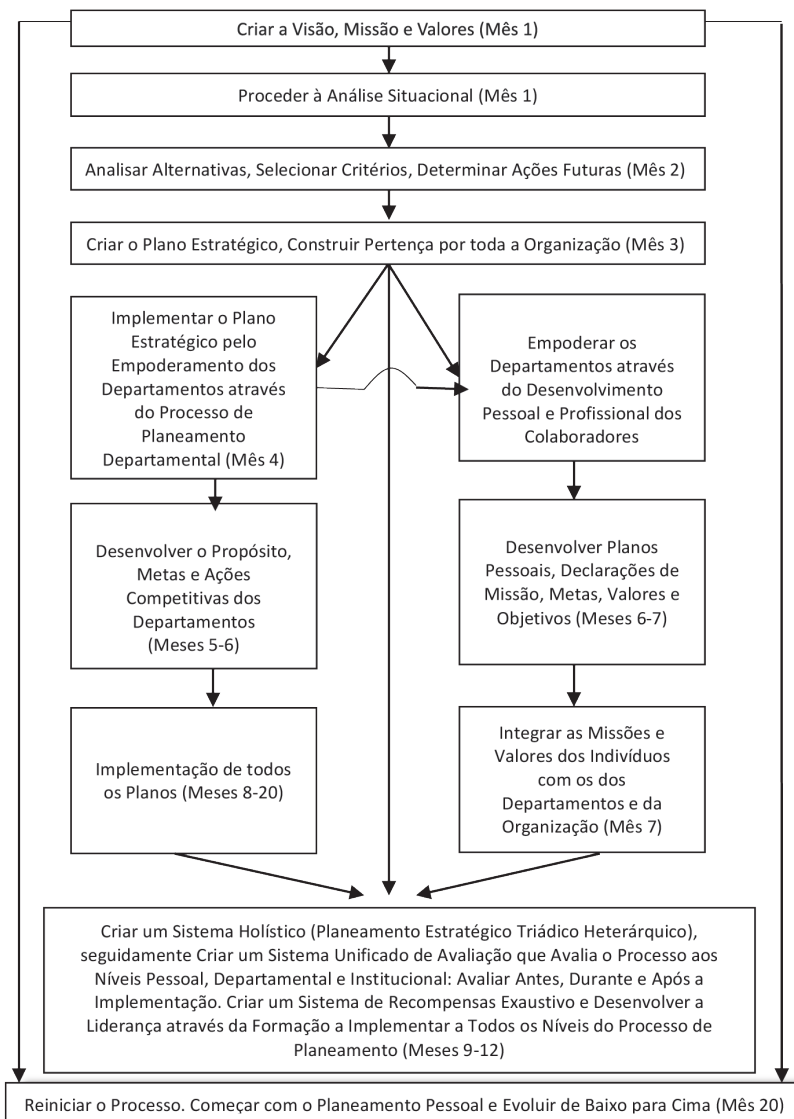 Criar a Visão, Missão e Valores (Mês 1)
Proceder à Análise Situacional (Mês 1)
Analisar Alternativas, Selecionar Critérios, Determinar Ações Futuras (Mês 2)
Criar o Plano Estratégico, Construir Pertença por toda a Organização (Mês 3)
Implementar o Plano
Estratégico pelo
Empoderamento dos
Departamentos através
do Processo de
Planeamento
Departamental (Mês 4)
Empoderar os
Departamentos através
do Desenvolvimento
Pessoal e Profissional dos
Colaboradores
Desenvolver o Propósito,
Metas e Ações
Competitivas dos
Departamentos
(Meses 5-6)
Desenvolver Planos
Pessoais, Declarações de
Missão, Metas, Valores e
Objetivos (Meses 6-7)
Implementação de todos
os Planos (Meses 8-20)
Integrar as Missões e
Valores dos Indivíduos
com os dos
Departamentos e da
Organização (Mês 7)
Criar um Sistema Holístico (Planeamento Estratégico Triádico Heterárquico),
seguidamente Criar um Sistema Unificado de Avaliação que Avalia o Processo aos
Níveis Pessoal, Departamental e Institucional: Avaliar Antes, Durante e Após a
Implementação. Criar um Sistema de Recompensas Exaustivo e Desenvolver a
Liderança através da Formação a Implementar a Todos os Níveis do Processo de
Planeamento (Meses 9-12)
Reiniciar o Processo. Começar com o Planeamento Pessoal e Evoluir de Baixo para Cima (Mês 20)